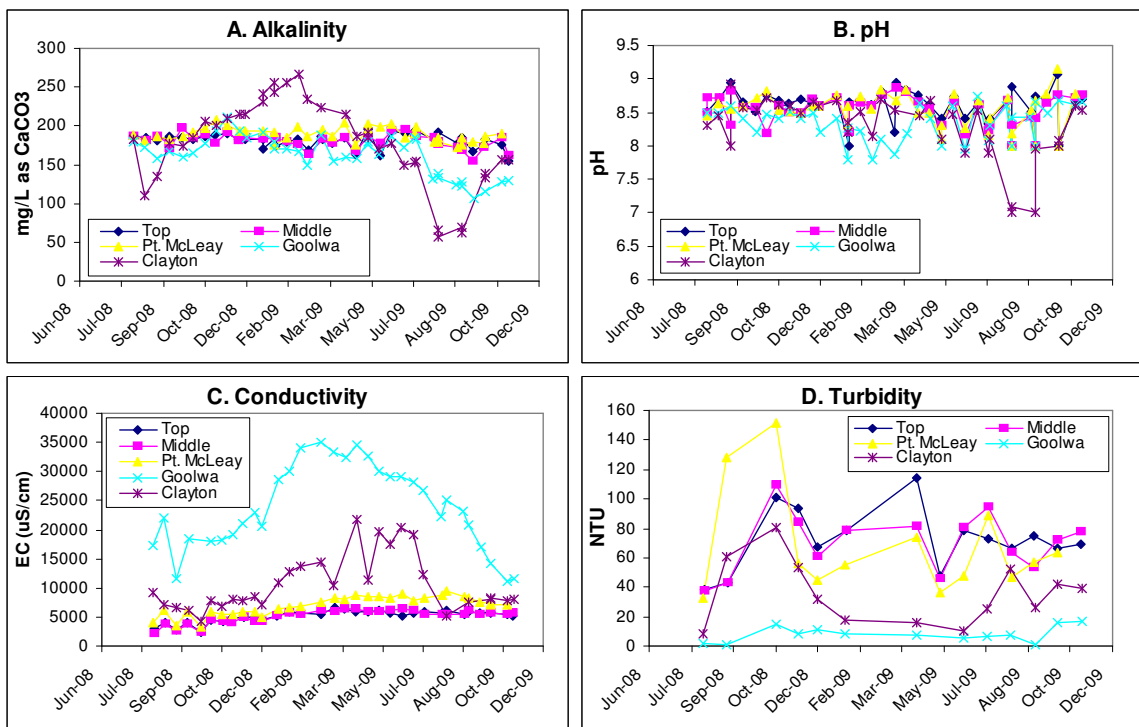 A. Alkalinity
300
250
200
150
100
50
0
mg/L as CaCO3
Top
Middle
Pt. McLeay
Goolwa
Clayton
Jun-08
Jul-08
Sep-08
Oct-08
Dec-08
Feb-09
Mar-09
May-09
Jul-09
Aug-09
Oct-09
Dec-09
B. pH
9.5
9
8.5
8
7.5
7
6.5
6
pH
Top
Middle
Pt. McLeay
Goolwa
Clayton
Jun-08
Jul-08
Sep-08
Oct-08
Dec-08
Feb-09
Mar-09
May-09
Jul-09
Aug-09
Oct-09
Dec-09
C. Conductivity
40000
35000
30000
25000
20000
15000
10000
5000
0
EC (uS/cm)
Top
Middle
Pt. McLeay
Goolwa
Clayton
Jun-08
Jul-08
Sep-08
Oct-08
Dec-08
Feb-09
Mar-09
May-09
Jul-09
Aug-09
Oct-09
Dec-09
D. Turbidity
160
140
120
100
80
60
40
20
0
NTU
Top
Middle
Pt. McLeay
Goolwa
Clayton
Jun-08
Jul-08
Sep-08
Oct-08
Dec-08
Feb-09
Mar-09
May-09
Jul-09
Aug-09
Oct-09
Dec-09